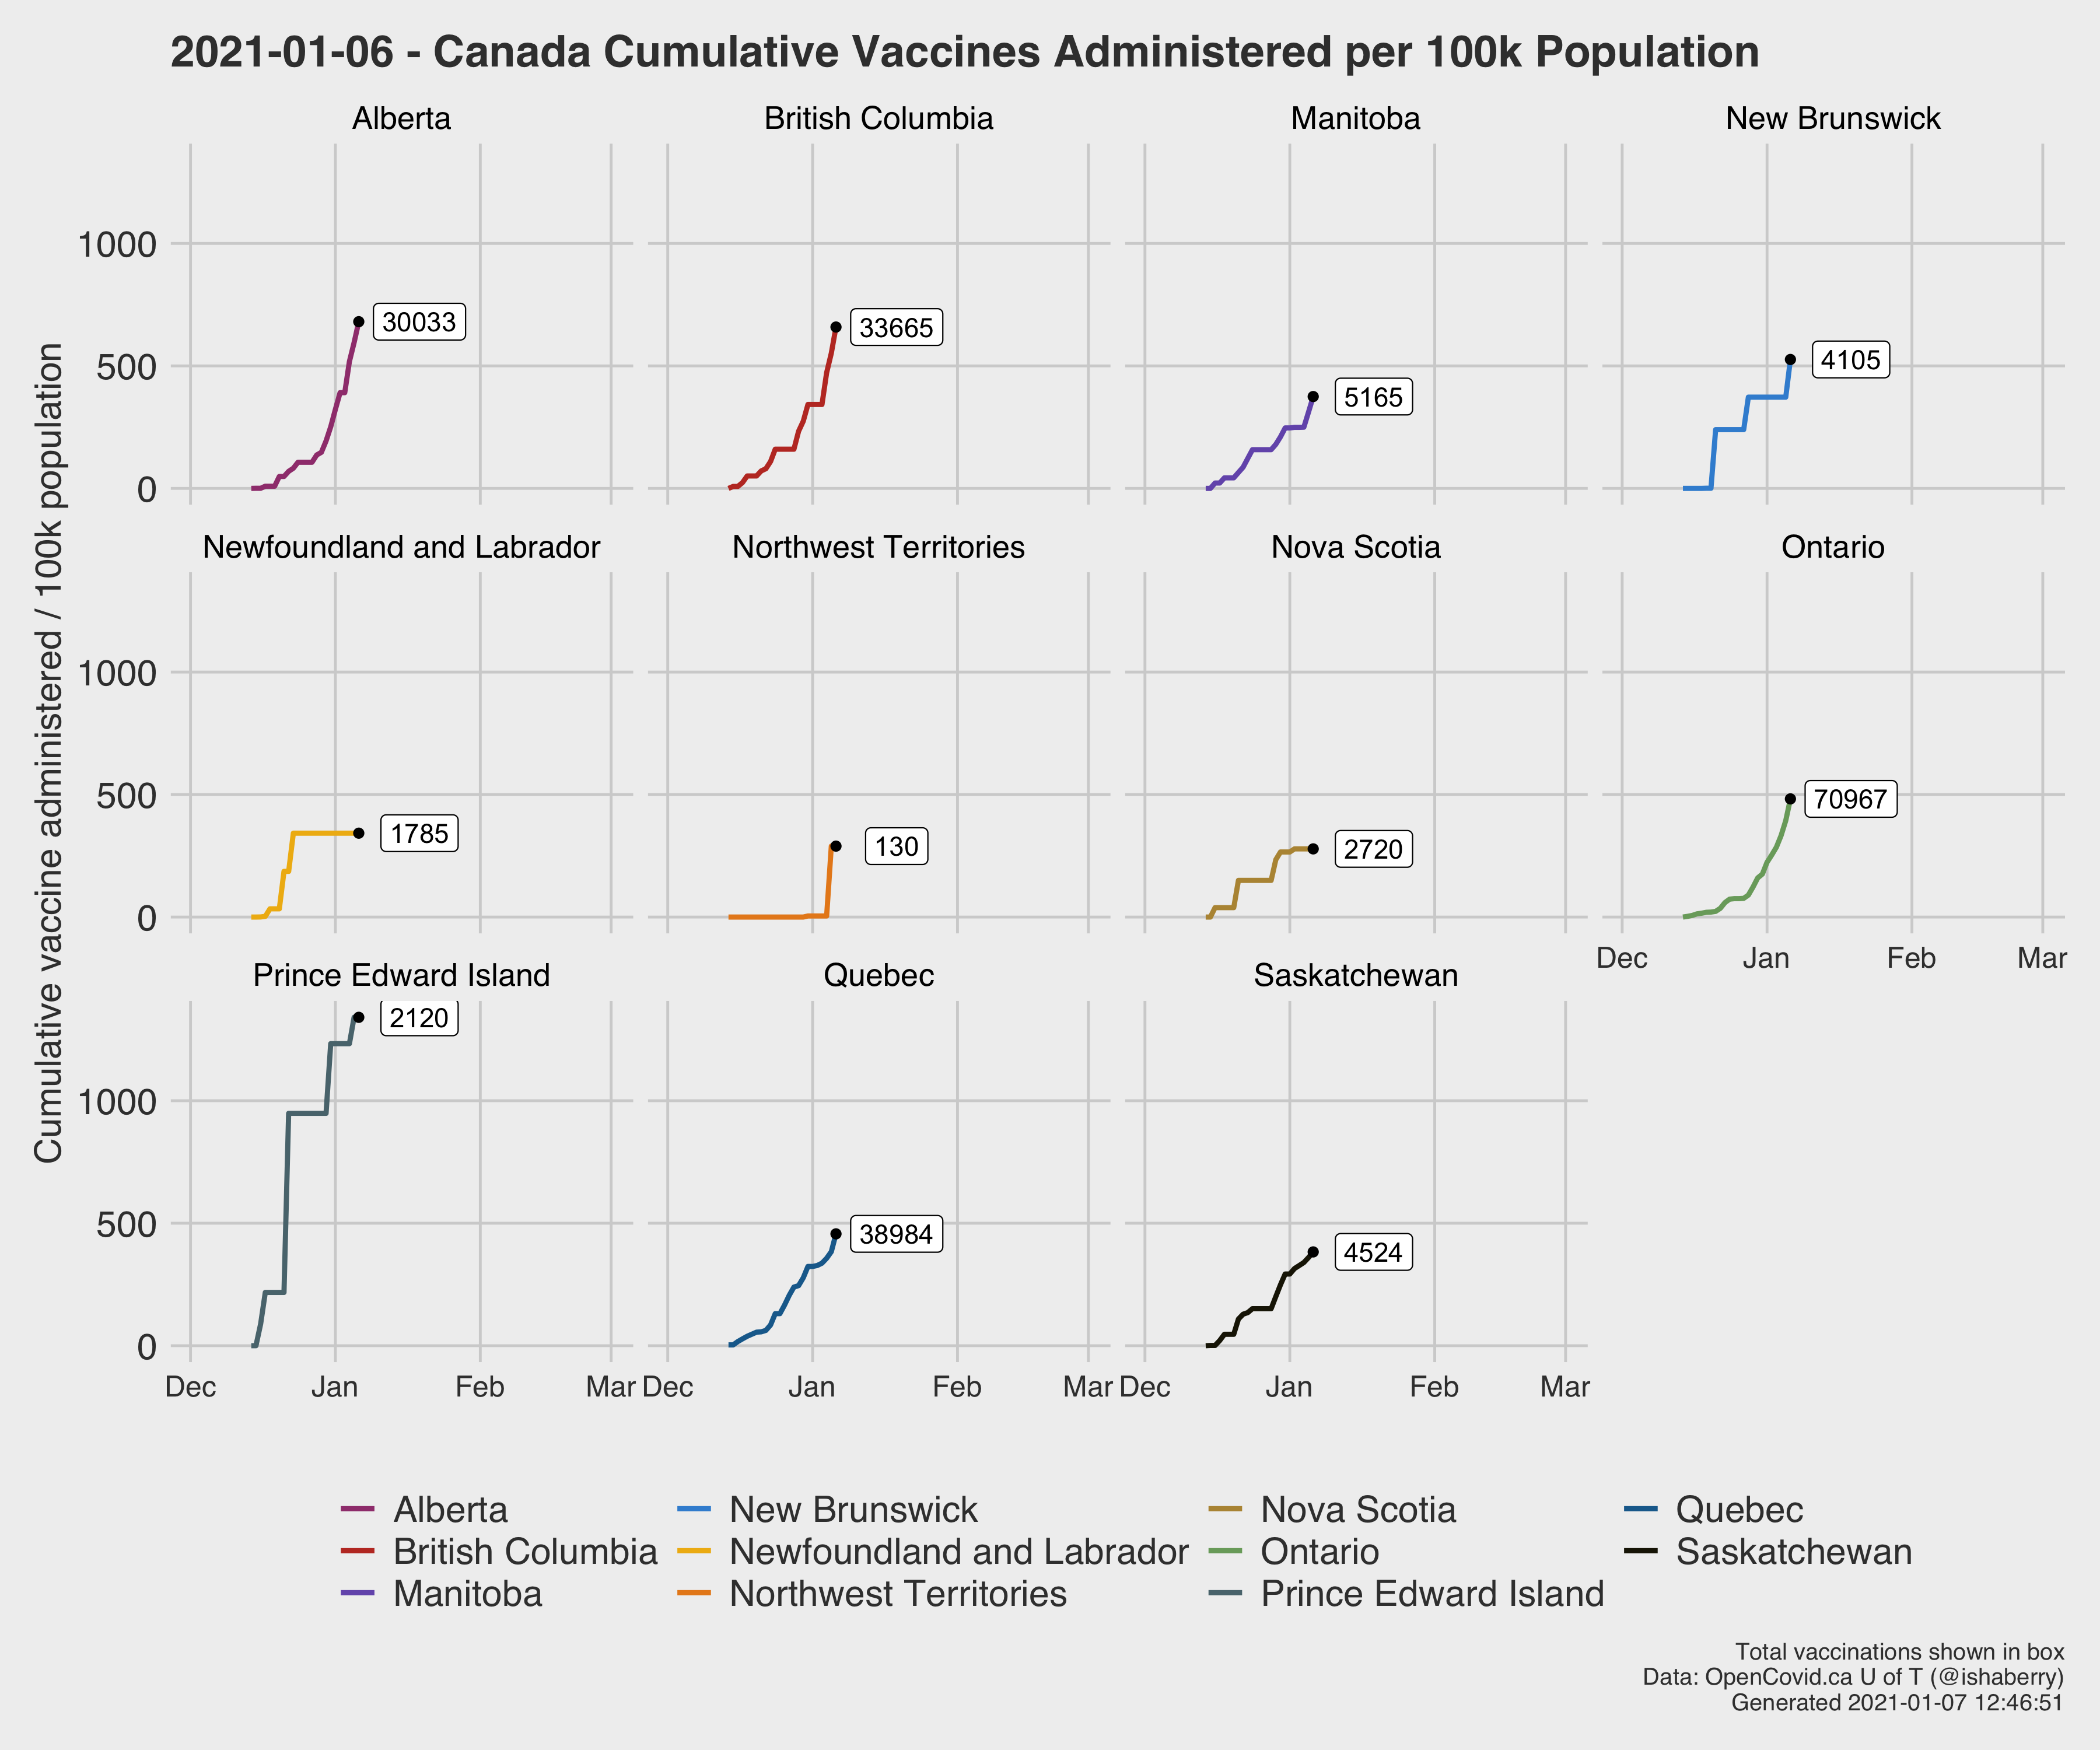 2021-01-06 - Canada Cumulative Vaccines Administered per 100k Population
Cumulative vaccine administered / 100k population
Alberta
British Columbia
Manitoba
New Brunswick
1000
500
0
30033
33665
5165
4105
Newfoundland and Labrador
Northwest Territories
Nova Scotia
Ontario
1000
500
0
1785
130
2720
70967
Dec Jan Feb Mar
Prince Edward Island
Quebec
Saskatchewan
1000
500
0
2120
38984
4524
Dec Jan Feb Mar
Dec Jan Feb Mar
Dec Jan Feb Mar
Alberta
British Columbia
Manitoba
New Brunswick
Newfoundland and Labrador
Northwest Territories
Nova Scotia
Ontario
Prince Edward Island
Quebec
Saskatchewan
Total vaccinations shown in box
Data: OpenCovid.ca U of T (@ishaberry)
Generated 2021-01-07 12:46:51